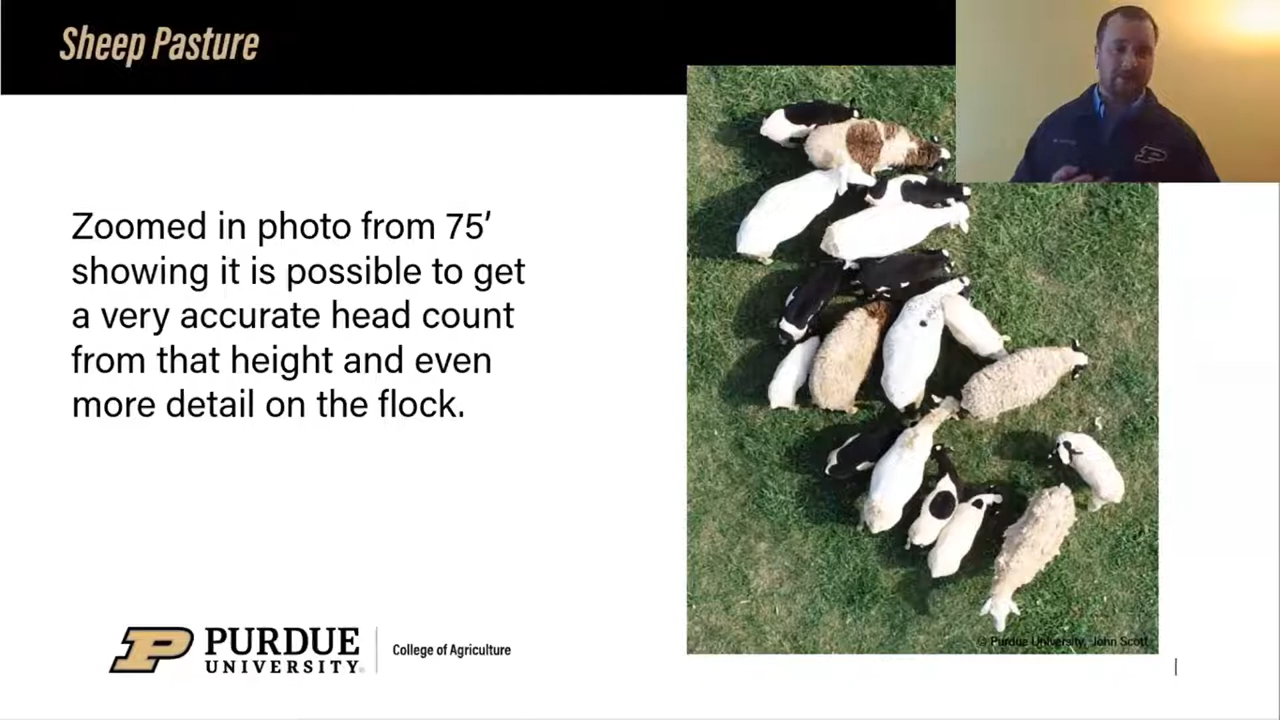 Sheep Pasture
Zoomed in photo from 75′
showing it is possible to get
a very accurate head count
from that height and even
more detail on the flock.
© Purdue University, John Scott
PURDUE
UNIVERSITY®
College of Agriculture